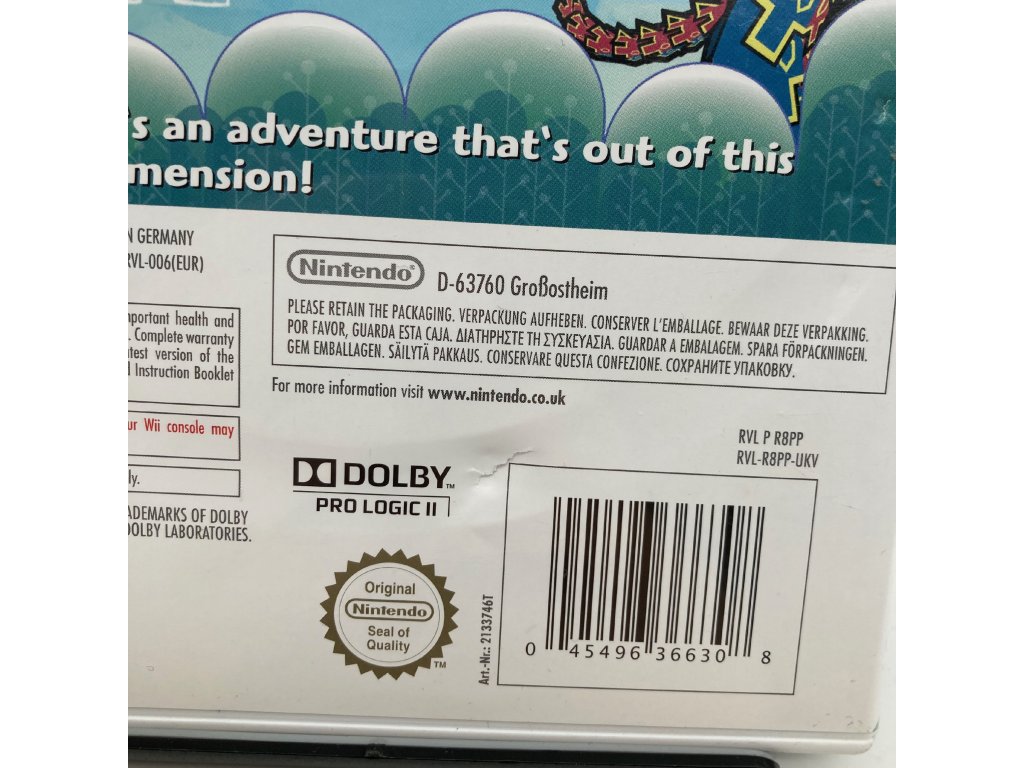 's an adventure that's out of this
mension!
N GERMANY
RVL-006(EUR)
Nintendo®
D-63760 Großostheim
PLEASE RETAIN THE PACKAGING. VERPACKUNG AUFHEBEN. CONSERVER L'EMBALLAGE. BEWAAR DEZE VERPAKKING.
POR FAVOR, GUARDA ESTA CAJA. ΔΙΑΤΗΡΗΣΤΕ ΤΗ ΣΥΣΚΕΥΑΣΙΑ. GUARDAR A EMBALAGEM. SPARA FÖRPACKNINGEN.
GEM EMBALLAGEN. SÄILYTÄ PAKKAUS. CONSERVARE QUESTA CONFEZIONE. СОХРАНИТЕ УПАКОВКУ.
mportant health and
. Complete warranty
test version of the
l Instruction Booklet
For more information visit www.nintendo.co.uk
ur Wii console may
ly.
ADEMARKS OF DOLBY
DOLBY LABORATORIES.
DOLBY™
PRO LOGIC II
RVL P R8PP
RVL-R8PP-UKV
Original
Nintendo
Seal of
Quality
TM
Art.-Nr.: 2133746T
0 45496 36630 8